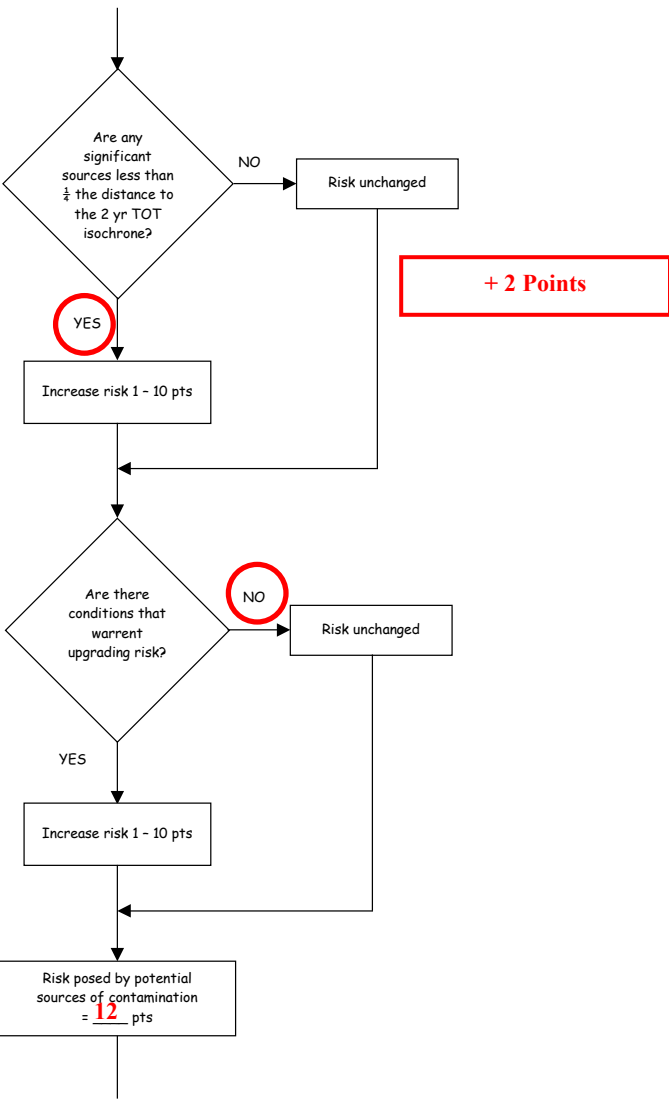 Are any
significant
sources less than
¼ the distance to
the 2 yr TOT
isochrone?
NO
Risk unchanged
+ 2 Points
YES
Increase risk 1 – 10 pts
Are there
conditions that
warrent
upgrading risk?
NO
Risk unchanged
YES
Increase risk 1 – 10 pts
Risk posed by potential
sources of contamination
= 12 pts